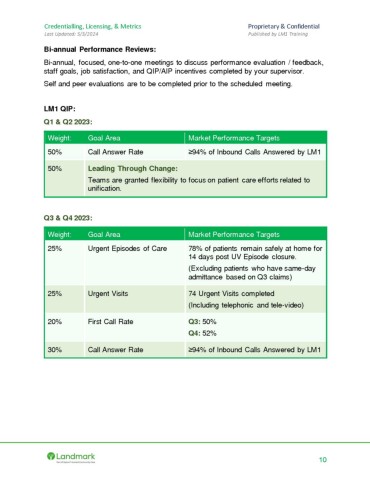 Credentialling, Licensing, & Metrics Proprietary & Confidential
Last Updated: 5/3/2024 Published by LM1 Training
Bi-annual Performance Reviews:
Bi-annual, focused, one-to-one meetings to discuss performance evaluation / feedback,
staff goals, job satisfaction, and QIP/AIP incentives completed by your supervisor.
Self and peer evaluations are to be completed prior to the scheduled meeting.
LM1 QIP:
Q1 & Q2 2023:
Weight: Goal Area Market Performance Targets
50% Call Answer Rate ≥94% of Inbound Calls Answered by LM1
50% Leading Through Change:
Teams are granted flexibility to focus on patient care efforts related to
unification.
Q3 & Q4 2023:
Weight: Goal Area Market Performance Targets
25% Urgent Episodes of Care 78% of patients remain safely at home for
14 days post UV Episode closure.
(Excluding patients who have same-day
admittance based on Q3 claims)
25% Urgent Visits 74 Urgent Visits completed
(Including telephonic and tele-video)
20% First Call Rate Q3: 50%
Q4: 52%
30% Call Answer Rate ≥94% of Inbound Calls Answered by LM1
Landmark
10